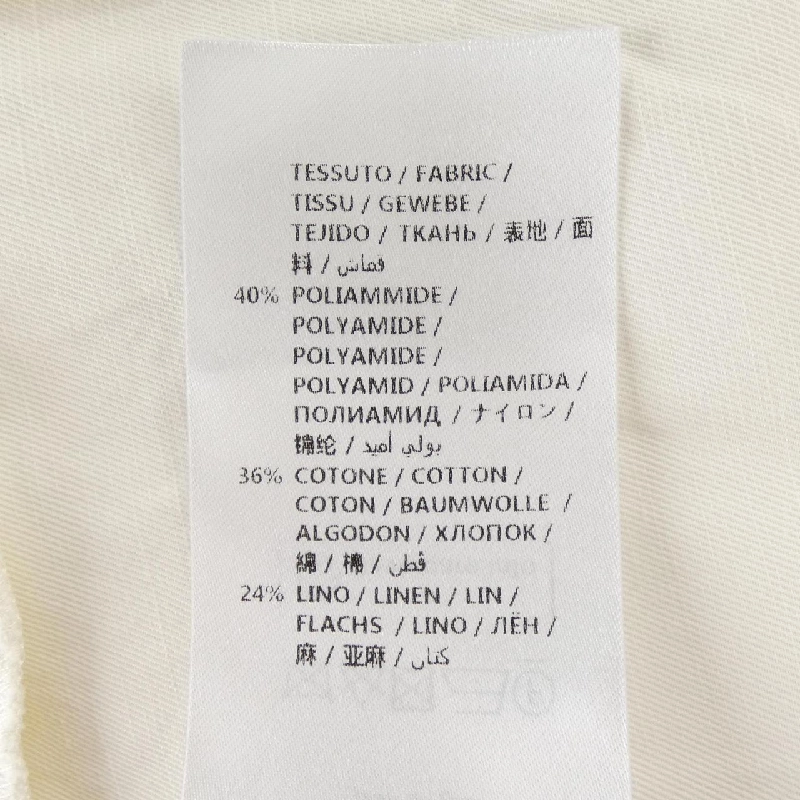 TESSUTO / FABRIC /
TISSU / GEWEBE /
TEJIDO / ТКАНЬ / 表地 / 面
料 / قماش
40% POLIAMMIDE /
POLYAMIDE /
POLYAMIDE /
POLYAMID / POLIAMIDA /
ПОЛИАМИД / ナイロン /
锦纶 / بولي أميد
36% COTONE / COTTON /
COTON / BAUMWOLLE /
ALGODON / ХЛОПОК /
綿 / 棉 / قطن
24% LINO / LINEN / LIN /
FLACHS / LINO / ЛЁН /
麻 / 亚麻 / كتان